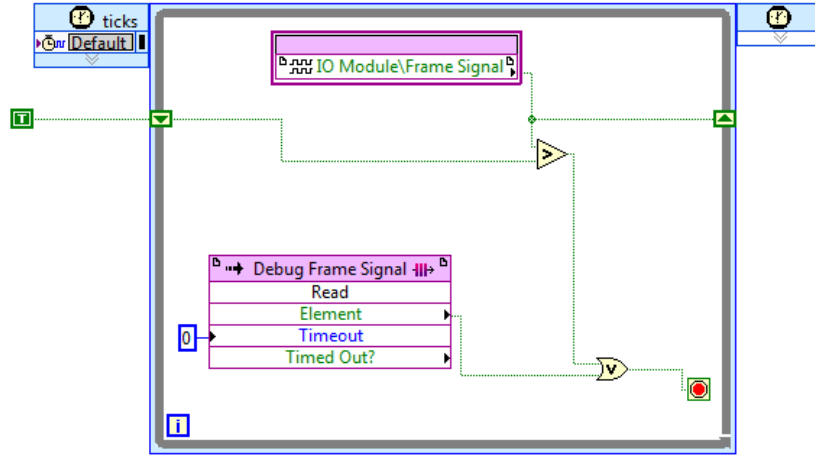 ticks
Default
IO Module\Frame Signal
T
>
Debug Frame Signal
Read
Element
0
Timeout
Timed Out?
V
i